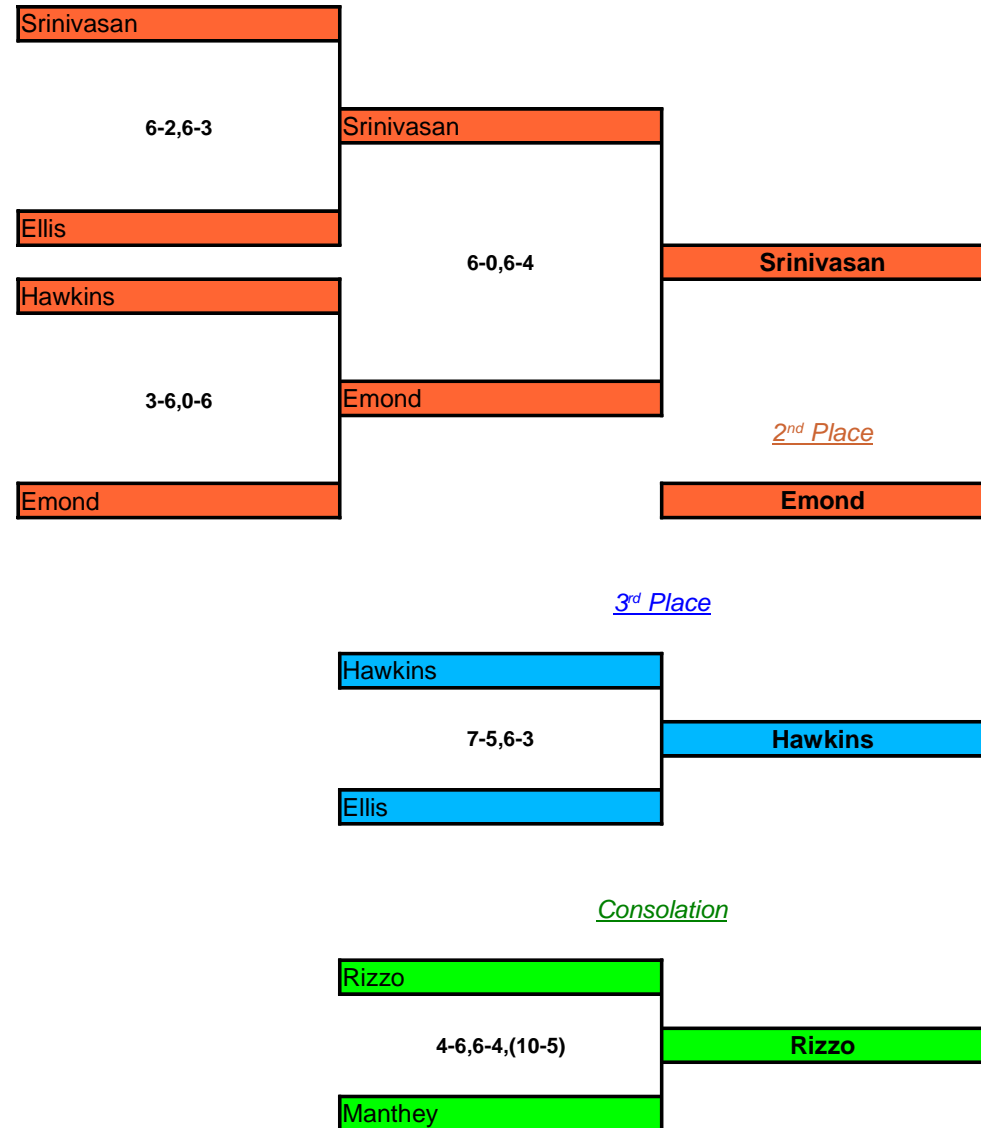 Srinivasan
6-2,6-3
Srinivasan
Ellis
6-0,6-4
Srinivasan
Hawkins
3-6,0-6
Emond
2nd Place
Emond
Emond
3rd Place
Hawkins
7-5,6-3
Hawkins
Ellis
Consolation
Rizzo
4-6,6-4,(10-5)
Rizzo
Manthey